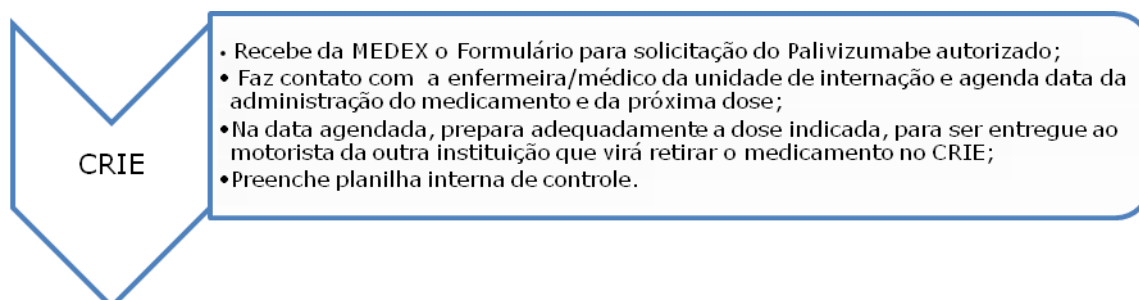 CRIE
• Recebe da MEDEX o Formulário para solicitação do Palivizumabe autorizado;
• Faz contato com a enfermeira/médico da unidade de internação e agenda data da
administração do medicamento e da próxima dose;
•Na data agendada, prepara adequadamente a dose indicada, para ser entregue ao
motorista da outra instituição que virá retirar o medicamento no CRIE;
•Preenche planilha interna de controle.